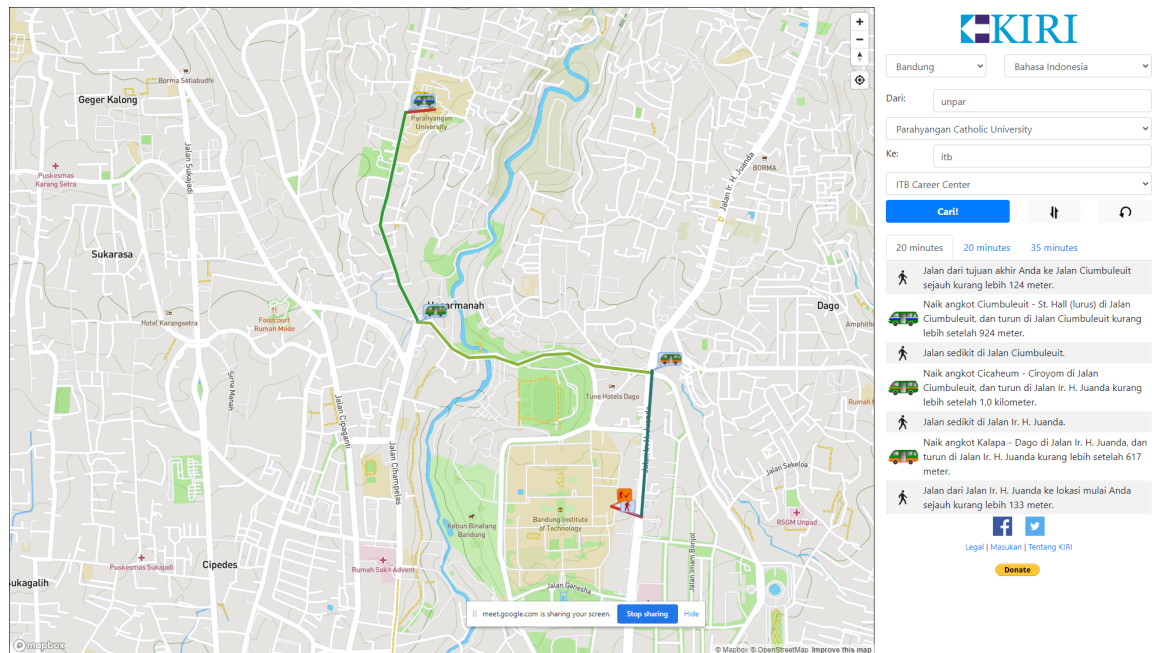 Borma Setiabudhi
Geger Kalong
Parahyangan
University
Puskesmas
Karang Setra
Jalan Sukajadi
Jalan Ir. H. Juanda
BORMA
Sukarasa
Dago
Hotel Karangsetra
Foodcourt
Rumah Mode
Tune Hotels Dago
Jalan Cipaganti
Jalan Cihampelas
Jalan Ir. H. Juanda
Jalan Sekeloa
Bandung Institute
of Technology
Kebun Binatang
Bandung
RSGM Unpad
Puskesmas Sukajadi
Cipedes
Rumah Sakit Advent
Jalan Imam Bonjol
Jalan Ganesha
meet.google.com is sharing your screen.
Stop sharing
Hide
mapbox
© Mapbox © OpenStreetMap Improve this map
KIRI
Bandung
Bahasa Indonesia
Dari:
unpar
Parahyangan Catholic University
Ke:
itb
ITB Career Center
Cari!
20 minutes
20 minutes
35 minutes
Jalan dari tujuan akhir Anda ke Jalan Ciumbuleuit
sejauh kurang lebih 124 meter.
Naik angkot Ciumbuleuit - St. Hall (lurus) di Jalan
Ciumbuleuit, dan turun di Jalan Ciumbuleuit kurang
lebih setelah 924 meter.
Jalan sedikit di Jalan Ciumbuleuit.
Naik angkot Cicaheum - Ciroyom di Jalan
Ciumbuleuit, dan turun di Jalan Ir. H. Juanda kurang
lebih setelah 1,0 kilometer.
Jalan sedikit di Jalan Ir. H. Juanda.
Naik angkot Kalapa - Dago di Jalan Ir. H. Juanda, dan
turun di Jalan Ir. H. Juanda kurang lebih setelah 617
meter.
Jalan dari Jalan Ir. H. Juanda ke lokasi mulai Anda
sejauh kurang lebih 133 meter.
Legal | Masukan | Tentang KIRI
Donate